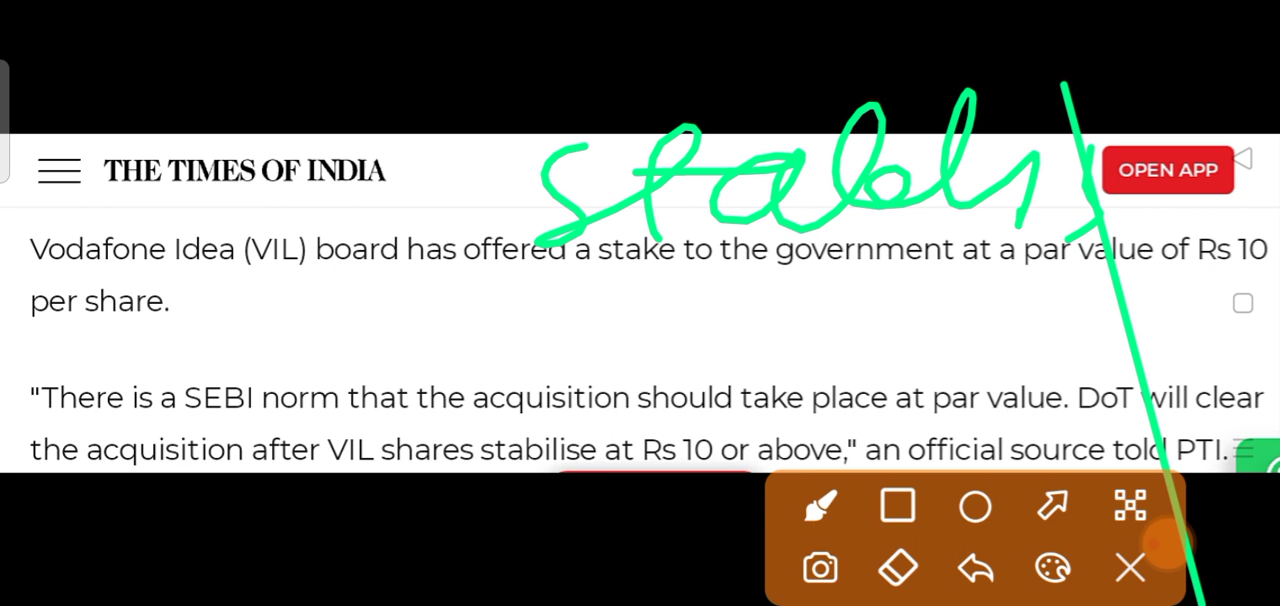 THE TIMES OF INDIA
OPEN APP
Vodafone Idea (VIL) board has offered a stake to the government at a par value of Rs 10
per share.
"There is a SEBI norm that the acquisition should take place at par value. DoT will clear
the acquisition after VIL shares stabilise at Rs 10 or above," an official source told PTI.